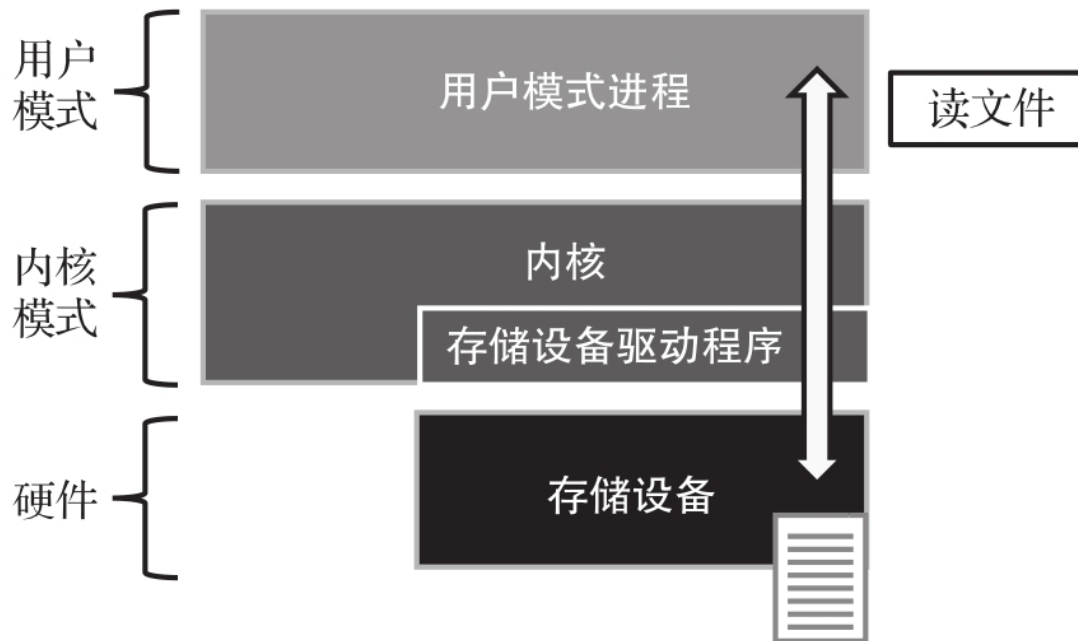 用户
模式
用户模式进程
读文件
内核
模式
内核
存储设备驱动程序
硬件
存储设备